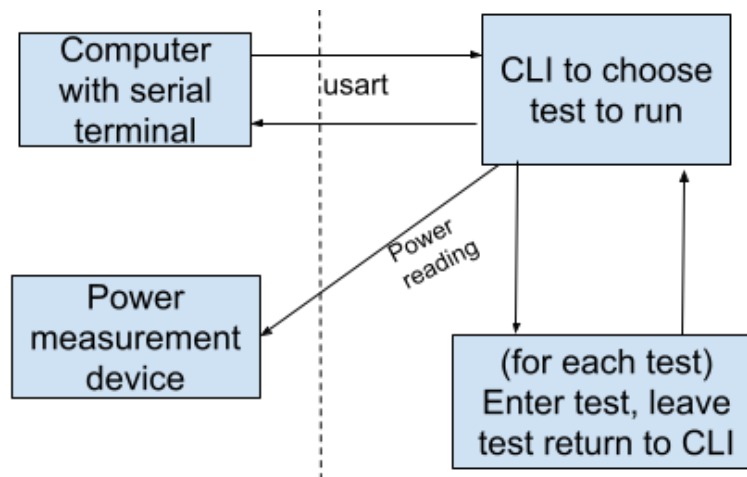 Computer
with serial
terminal
usart
CLI to choose
test to run
Power
reading
Power
measurement
device
(for each test)
Enter test, leave
test return to CLI